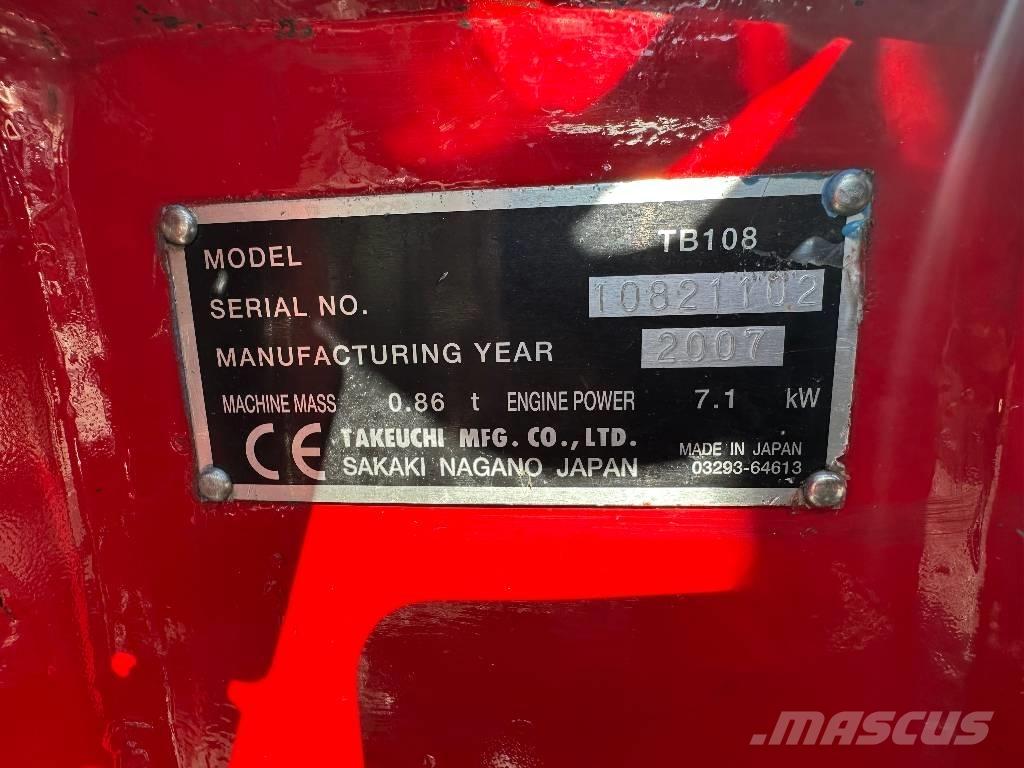 MODEL TB108
SERIAL NO. 10821102
MANUFACTURING YEAR 2007
MACHINE MASS 0.86 t ENGINE POWER 7.1 kW
CE TAKEUCHI MFG. CO., LTD.
SAKAKI NAGANO JAPAN
MADE IN JAPAN
03293-64613
MASCUS